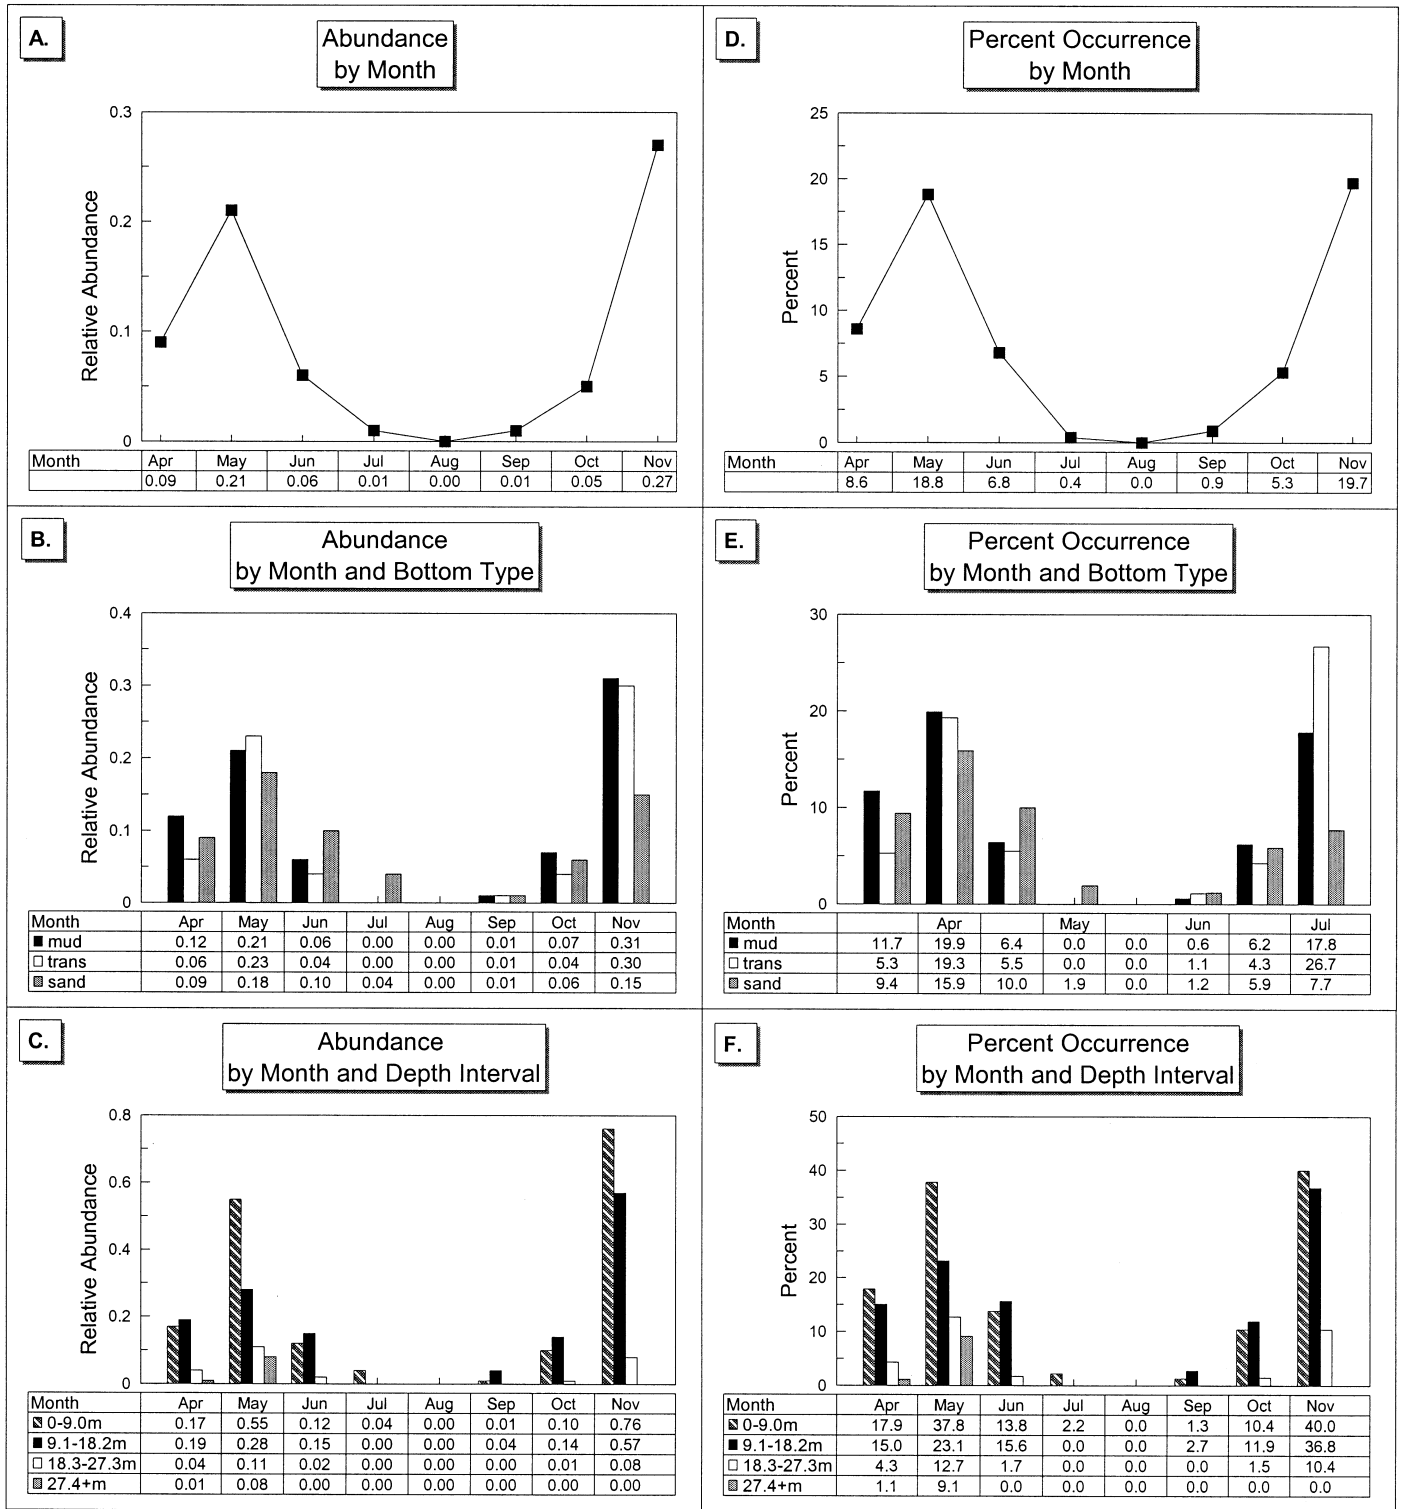 A.
Abundance
by Month
Relative Abundance
0.3
0.2
0.1
0
Month Apr May Jun Jul Aug Sep Oct Nov
0.09 0.21 0.06 0.01 0.00 0.01 0.05 0.27
D.
Percent Occurrence
by Month
Percent
25
20
15
10
5
0
Month Apr May Jun Jul Aug Sep Oct Nov
8.6 18.8 6.8 0.4 0.0 0.9 5.3 19.7
B.
Abundance
by Month and Bottom Type
Relative Abundance
0.4
0.3
0.2
0.1
0
Month Apr May Jun Jul Aug Sep Oct Nov
mud 0.12 0.21 0.06 0.00 0.00 0.01 0.07 0.31
trans 0.06 0.23 0.04 0.00 0.00 0.01 0.04 0.30
sand 0.09 0.18 0.10 0.04 0.00 0.01 0.06 0.15
E.
Percent Occurrence
by Month and Bottom Type
Percent
30
20
10
0
Month Apr May Jun Jul
mud 11.7 19.9 6.4 0.0 0.0 0.6 6.2 17.8
trans 5.3 19.3 5.5 0.0 0.0 1.1 4.3 26.7
sand 9.4 15.9 10.0 1.9 0.0 1.2 5.9 7.7
C.
Abundance
by Month and Depth Interval
Relative Abundance
0.8
0.6
0.4
0.2
0
Month Apr May Jun Jul Aug Sep Oct Nov
0-9.0m 0.17 0.55 0.12 0.04 0.00 0.01 0.10 0.76
9.1-18.2m 0.19 0.28 0.15 0.00 0.00 0.04 0.14 0.57
18.3-27.3m 0.04 0.11 0.02 0.00 0.00 0.00 0.01 0.08
27.4+m 0.01 0.08 0.00 0.00 0.00 0.00 0.00 0.00
F.
Percent Occurrence
by Month and Depth Interval
Percent
50
40
30
20
10
0
Month Apr May Jun Jul Aug Sep Oct Nov
0-9.0m 17.9 37.8 13.8 2.2 0.0 1.3 10.4 40.0
9.1-18.2m 15.0 23.1 15.6 0.0 0.0 2.7 11.9 36.8
18.3-27.3m 4.3 12.7 1.7 0.0 0.0 0.0 1.5 10.4
27.4+m 1.1 9.1 0.0 0.0 0.0 0.0 0.0 0.0